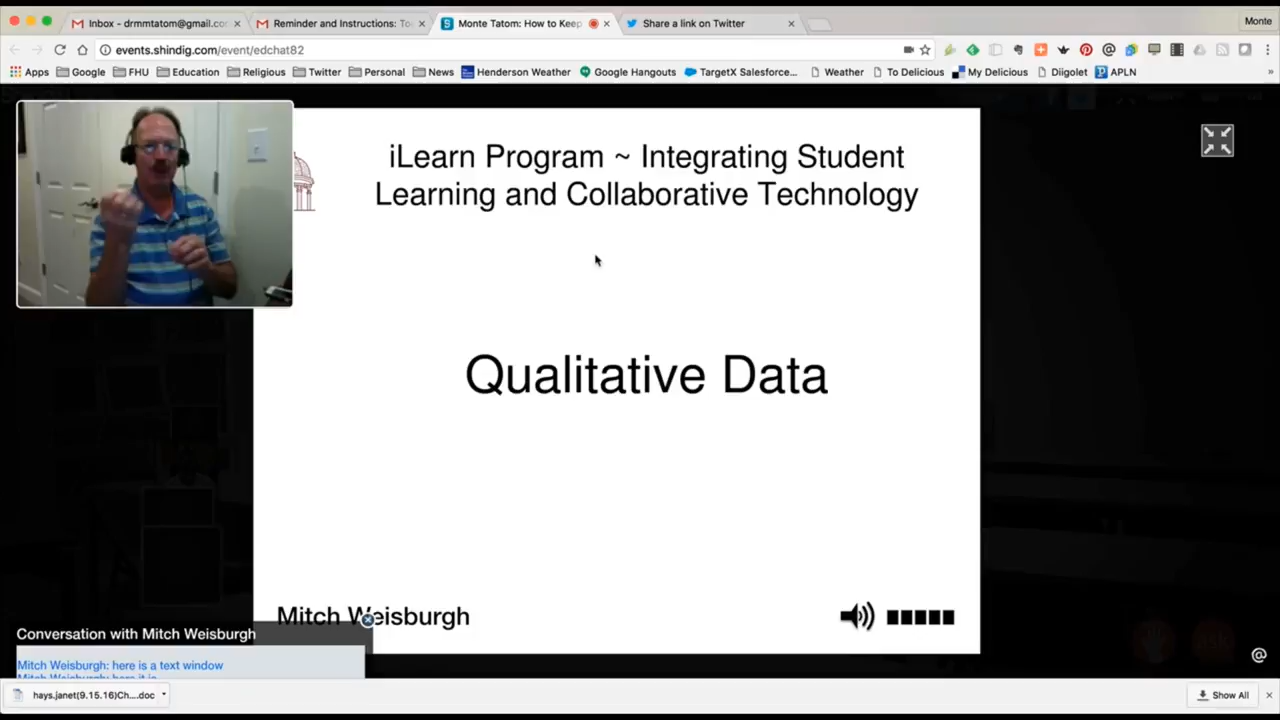 Inbox - drmmtatom@gmail.co
Reminder and Instructions: To
Monte Tatom: How to Keep
Share a link on Twitter
Monte
events.shindig.com/event/edchat82
Apps
Google
FHU
Education
Religious
Twitter
Personal
News
Henderson Weather
Google Hangouts
TargetX Salesforce...
Weather
To Delicious
My Delicious
Diigolet
APLN
»
iLearn Program ~ Integrating Student
Learning and Collaborative Technology
Qualitative Data
Mitch Weisburgh
Conversation with Mitch Weisburgh
Mitch Weisburgh: here is a text window
Mitch Weisburgh: here it is
@
hays.janet(9.15.16)Ch....doc
Show All